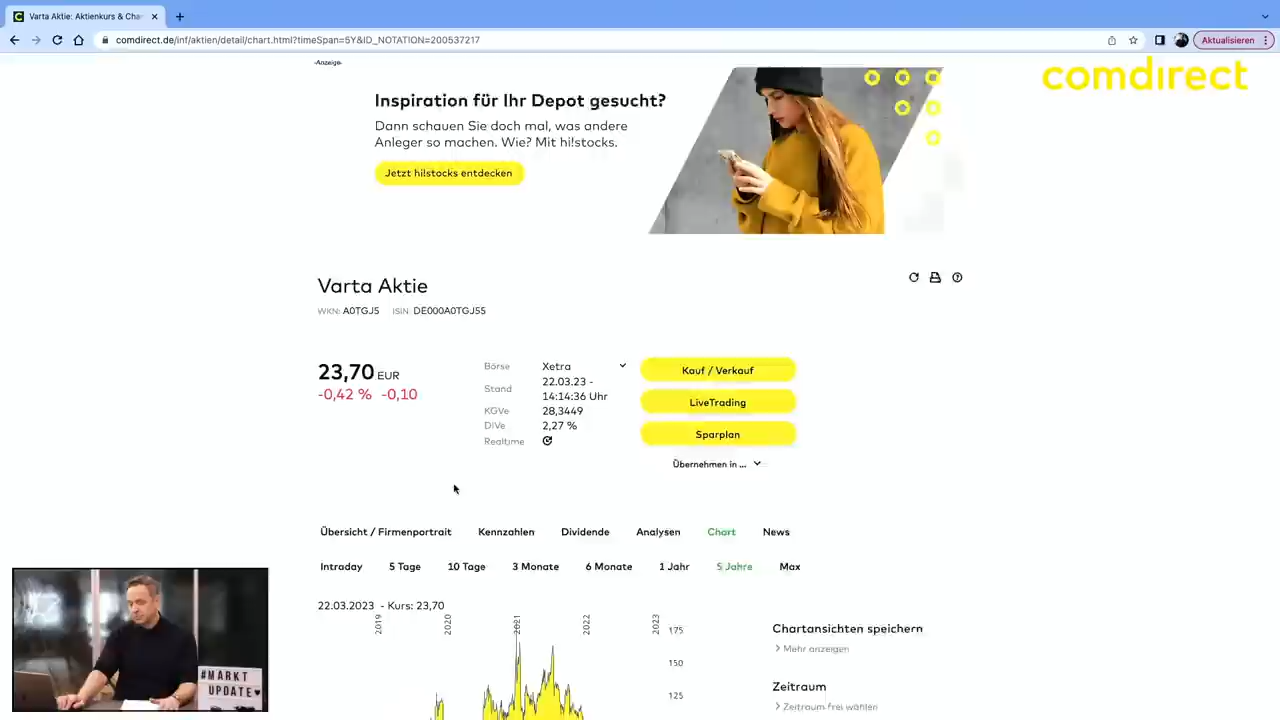 Varta Aktie: Aktienkurs & Cha
comdirect.de/inf/aktien/detail/chart.html?timeSpan=5Y&ID_NOTATION=200537217
Aktualisieren
-Anzeige-
comdirect
Inspiration für Ihr Depot gesucht?
Dann schauen Sie doch mal, was andere
Anleger so machen. Wie? Mit hi!stocks.
Jetzt hi!stocks entdecken
Varta Aktie
WKN: A0TGJ5 ISIN: DE000A0TGJ55
23,70 EUR
-0,42 % -0,10
Börse Xetra
Stand 22.03.23 -
14:14:36 Uhr
KGVe 28,3449
DIVe 2,27 %
Realtime
Kauf / Verkauf
LiveTrading
Sparplan
Übernehmen in ...
Übersicht / Firmenportrait Kennzahlen Dividende Analysen Chart News
Intraday 5 Tage 10 Tage 3 Monate 6 Monate 1 Jahr 5 Jahre Max
22.03.2023 - Kurs: 23,70
2019 2020 2021 2022 2023
175
150
125
Chartansichten speichern
Mehr anzeigen
Zeitraum
Zeitraum frei wählen
#MARKT
UPDATE